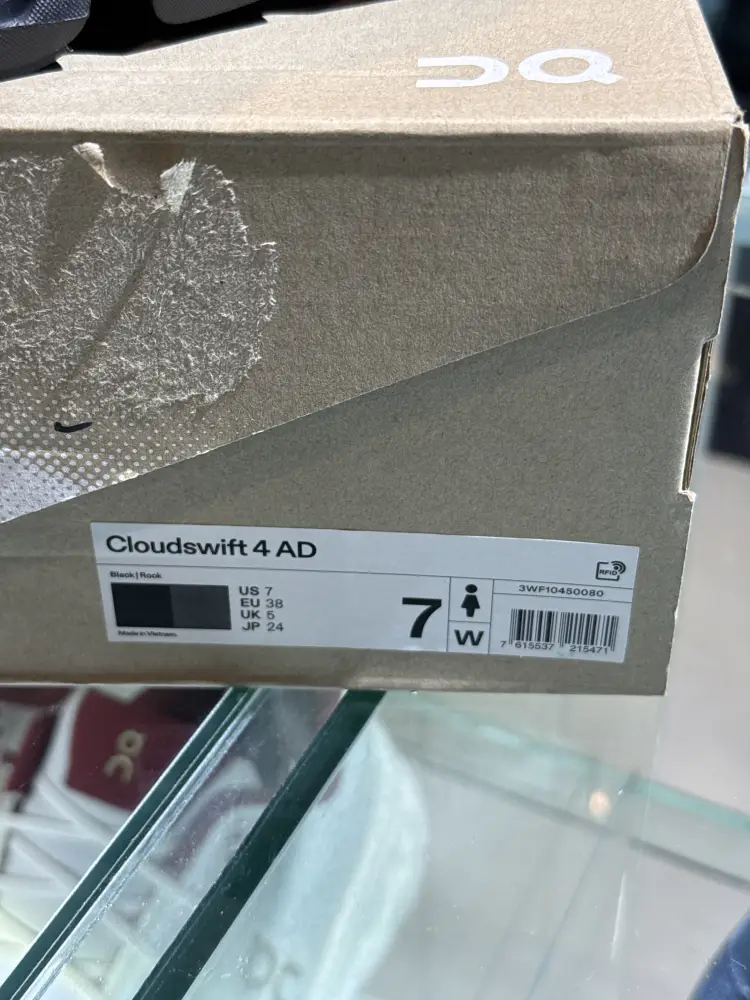 Cloudswift 4 AD
RFID
Black | Rock
US 7
EU 38
UK 5
JP 24
Made in Vietnam
7
W
3WF10450080
7 615537 215471